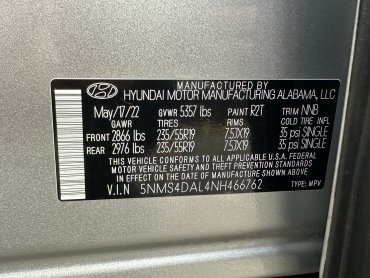 MANUFACTURED BY
HYUNDAI MOTOR MANUFACTURING ALABAMA, LLC
May/17/22 GVWR 5357 lbs PAINT R2T TRIM NNB
GAWR TIRES RIMS COLD TIRE INFL
FRONT 2866 lbs 235/55R19 7.5JX19 35 psi SINGLE
REAR 2976 lbs 235/55R19 7.5JX19 35 psi SINGLE
THIS VEHICLE CONFORMS TO ALL APPLICABLE U.S.A. FEDERAL
MOTOR VEHICLE SAFETY AND THEFT PREVENTION STANDARDS
IN EFFECT ON THE DATE OF MANUFACTURE SHOWN ABOVE.
V.I.N 5NMS4DAL4NH466762 TYPE: MPV